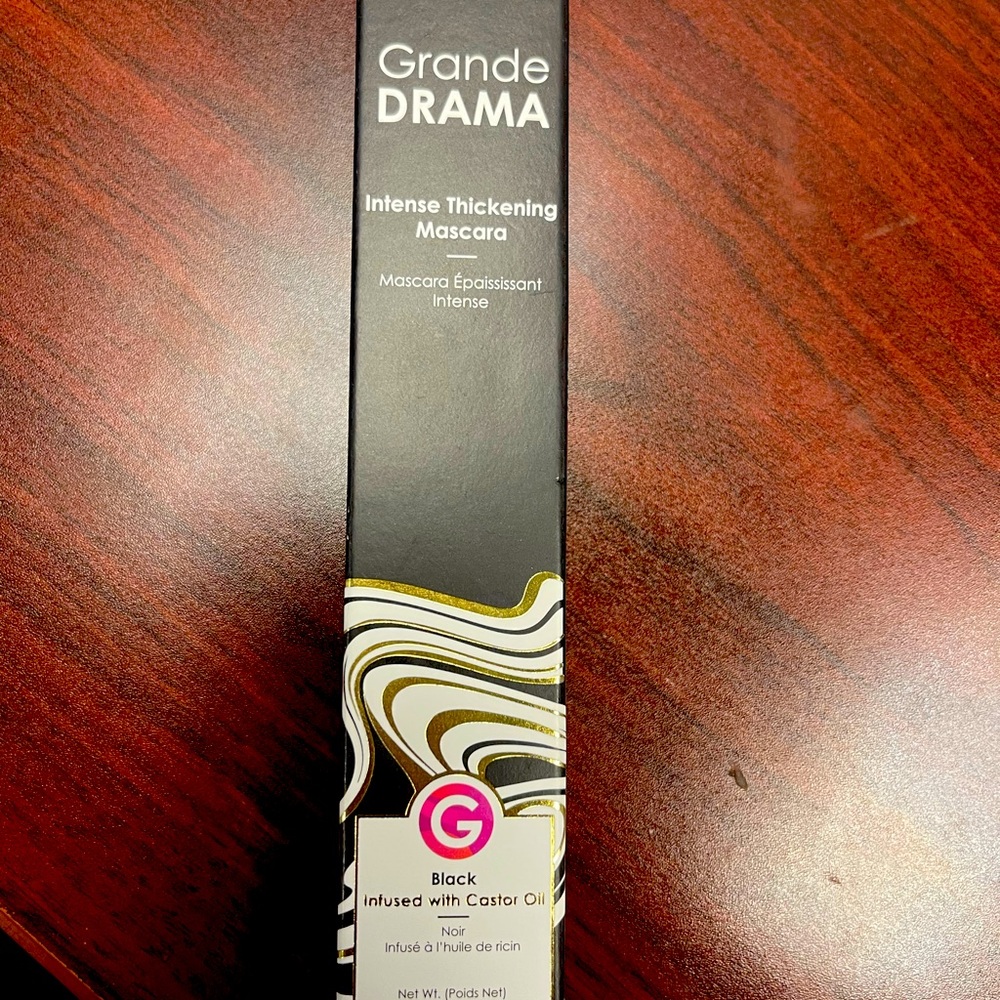 Grande
DRAMA
Intense Thickening
Mascara
Mascara Épaississant
Intense
G
Black
Infused with Castor Oil
Noir
Infusé à l'huile de ricin
Net Wt. (Poids Net)